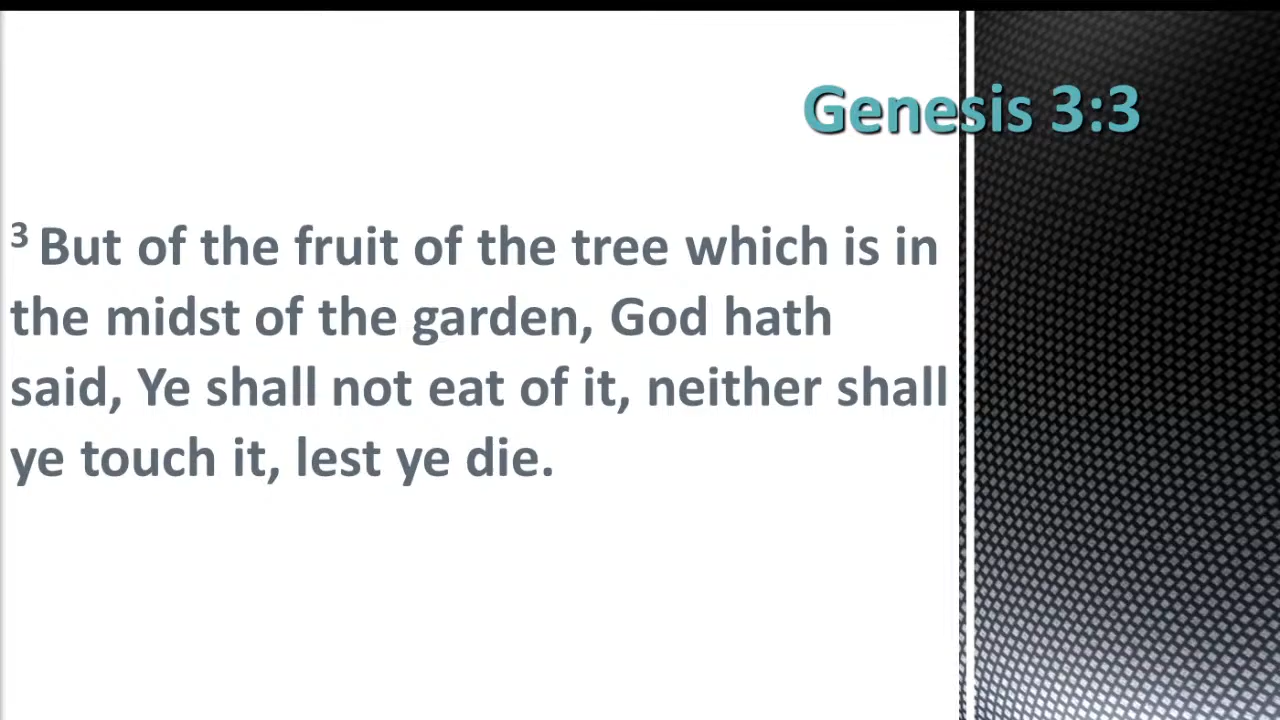 Genesis 3:3
3 But of the fruit of the tree which is in
the midst of the garden, God hath
said, Ye shall not eat of it, neither shall
ye touch it, lest ye die.